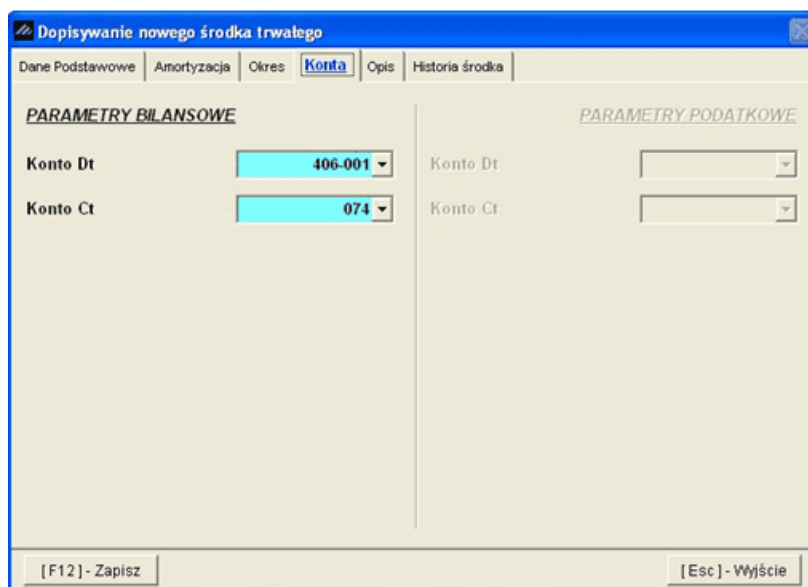 Dopisywanie nowego środka trwałego
Dane Podstawowe Amortyzacja Okres Konta Opis Historia środka
PARAMETRY BILANSOWE PARAMETRY PODATKOWE
Konto Dt 406-001 Konto Dt
Konto Ct 074 Konto Ct
[F12] - Zapisz [Esc] - Wyjście